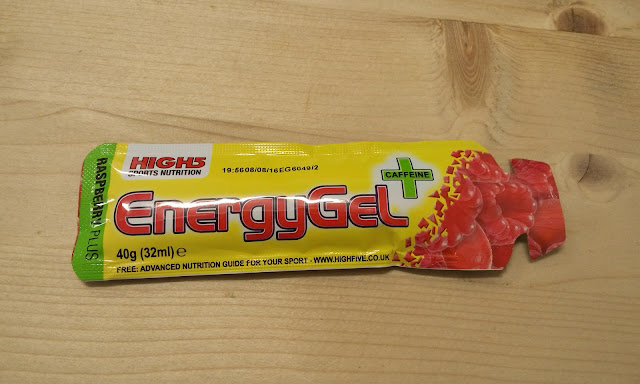 HIGH5
SPORTS NUTRITION
19:5608/08/16EG6049/2
CAFFEINE
RASPBERRY PLUS
EnergyGel
40g (32ml) e
FREE: ADVANCED NUTRITION GUIDE FOR YOUR SPORT - WWW.HIGHFIVE.CO.UK